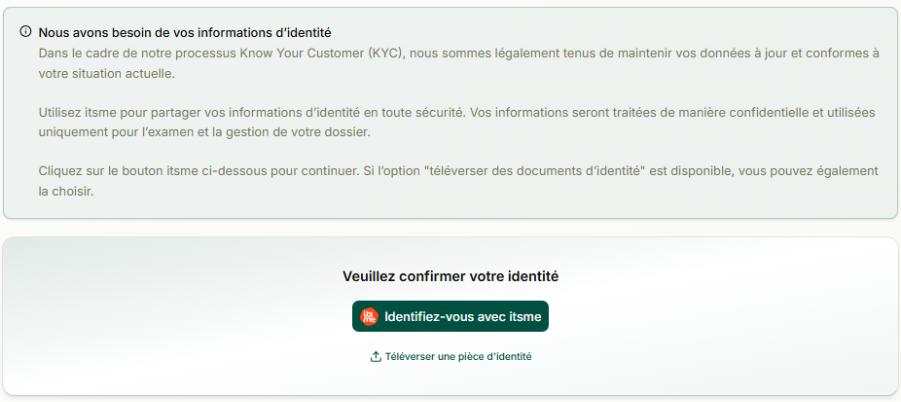 Nous avons besoin de vos informations d'identité
Dans le cadre de notre processus Know Your Customer (KYC), nous sommes légalement tenus de maintenir vos données à jour et conformes à
votre situation actuelle.
Utilisez itsme pour partager vos informations d'identité en toute sécurité. Vos informations seront traitées de manière confidentielle et utilisées
uniquement pour l'examen et la gestion de votre dossier.
Cliquez sur le bouton itsme ci-dessous pour continuer. Si l'option "téléverser des documents d'identité" est disponible, vous pouvez également
la choisir.
Veuillez confirmer votre identité
its
me
Identifiez-vous avec itsme
Téléverser une pièce d'identité